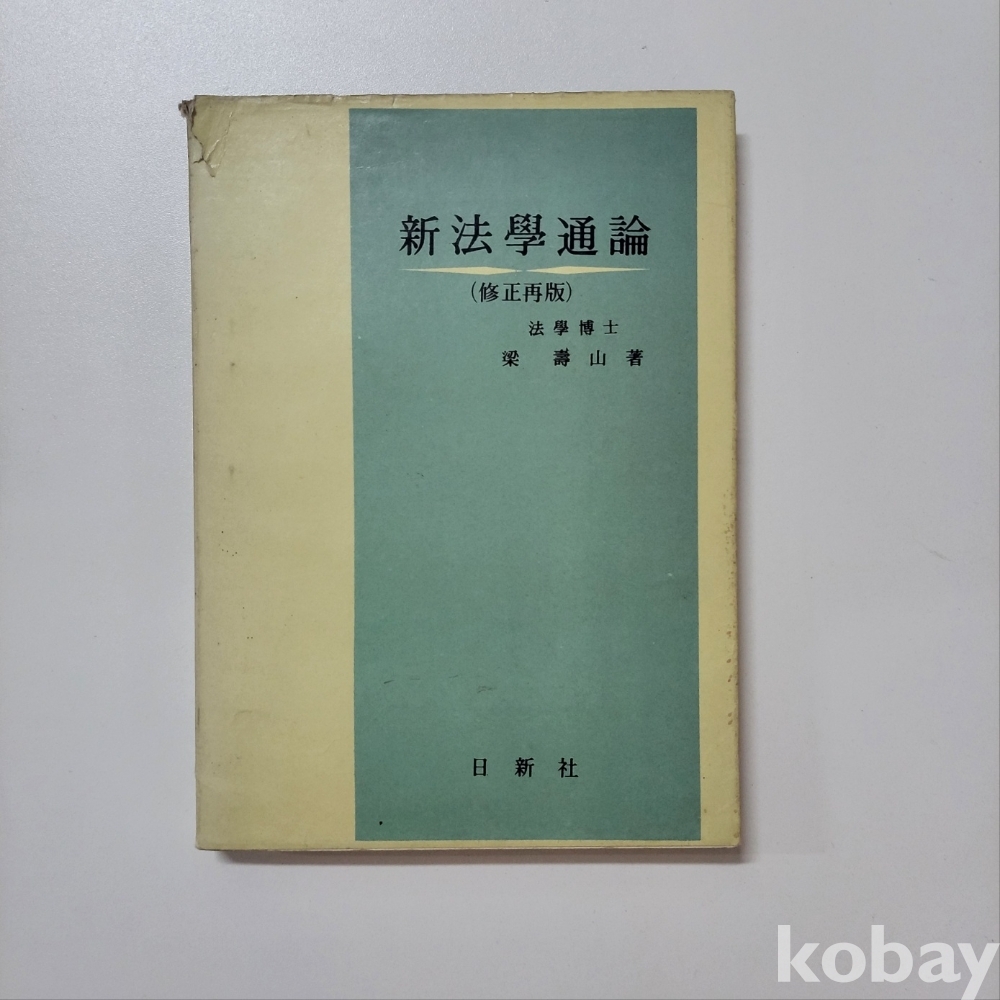 新法學通論
(修正再版)
法學博士
梁 壽山 著
日新社
kobay